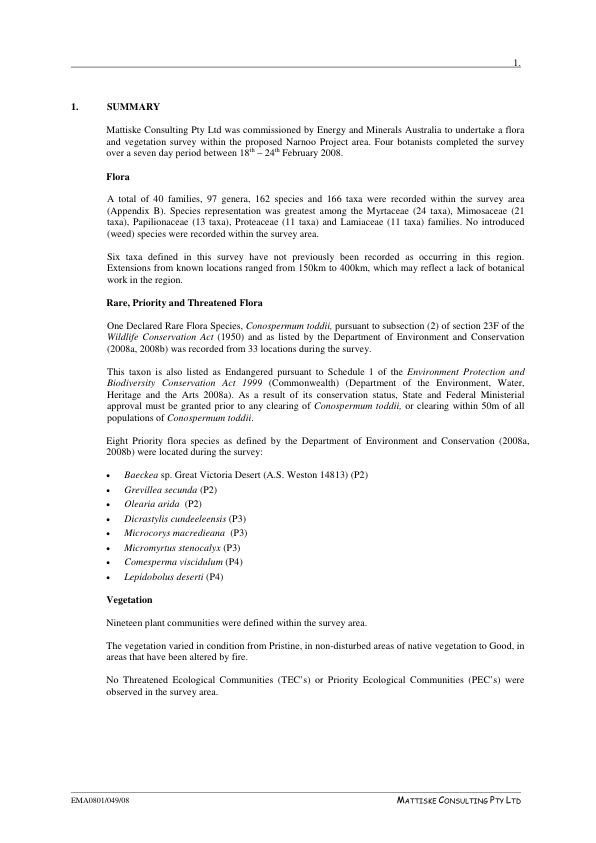 1.
1. SUMMARY
Mattiske Consulting Pty Ltd was commissioned by Energy and Minerals Australia to undertake a flora
and vegetation survey within the proposed Narnoo Project area. Four botanists completed the survey
over a seven day period between 18th – 24th February 2008.
Flora
A total of 40 families, 97 genera, 162 species and 166 taxa were recorded within the survey area
(Appendix B). Species representation was greatest among the Myrtaceae (24 taxa), Mimosaceae (21
taxa), Papilionaceae (13 taxa), Proteaceae (11 taxa) and Lamiaceae (11 taxa) families. No introduced
(weed) species were recorded within the survey area.
Six taxa defined in this survey have not previously been recorded as occurring in this region.
Extensions from known locations ranged from 150km to 400km, which may reflect a lack of botanical
work in the region.
Rare, Priority and Threatened Flora
One Declared Rare Flora Species, Conospermum toddii, pursuant to subsection (2) of section 23F of the
Wildlife Conservation Act (1950) and as listed by the Department of Environment and Conservation
(2008a, 2008b) was recorded from 33 locations during the survey.
This taxon is also listed as Endangered pursuant to Schedule 1 of the Environment Protection and
Biodiversity Conservation Act 1999 (Commonwealth) (Department of the Environment, Water,
Heritage and the Arts 2008a). As a result of its conservation status, State and Federal Ministerial
approval must be granted prior to any clearing of Conospermum toddii, or clearing within 50m of all
populations of Conospermum toddii.
Eight Priority flora species as defined by the Department of Environment and Conservation (2008a,
2008b) were located during the survey:
• Baeckea sp. Great Victoria Desert (A.S. Weston 14813) (P2)
• Grevillea secunda (P2)
• Olearia arida (P2)
• Dicrastylis cundeeleensis (P3)
• Microcorys macredieana (P3)
• Micromyrtus stenocalyx (P3)
• Comesperma viscidulum (P4)
• Lepidobolus deserti (P4)
Vegetation
Nineteen plant communities were defined within the survey area.
The vegetation varied in condition from Pristine, in non-disturbed areas of native vegetation to Good, in
areas that have been altered by fire.
No Threatened Ecological Communities (TEC's) or Priority Ecological Communities (PEC's) were
observed in the survey area.
EMA0801/049/08 MATTISKE CONSULTING PTY LTD